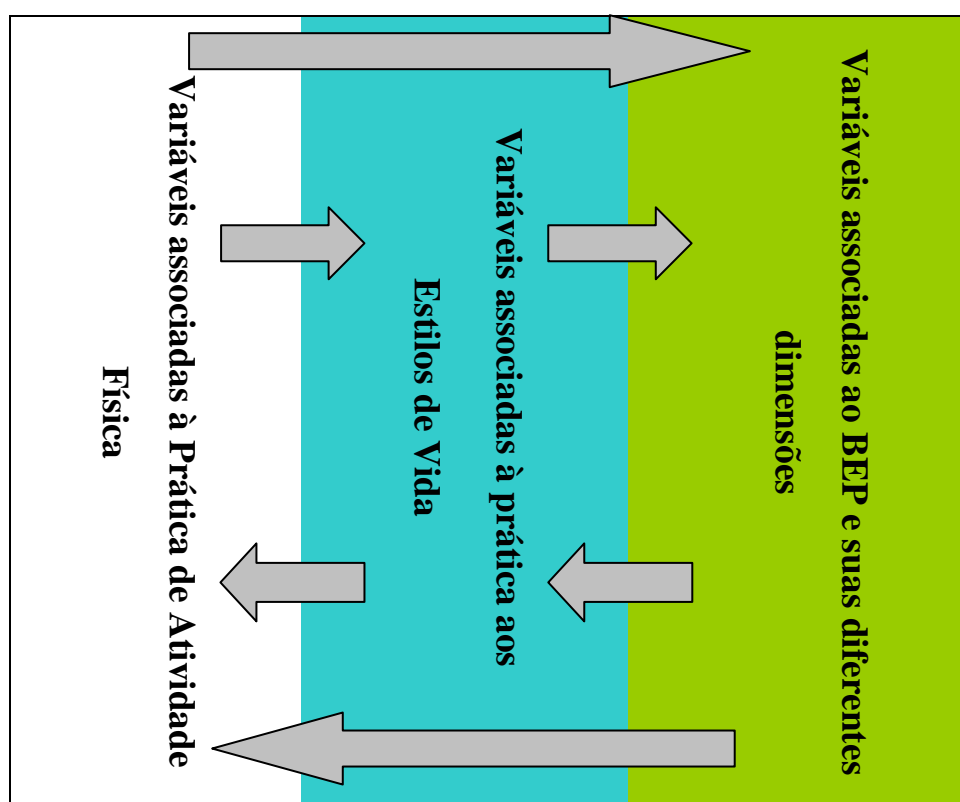 Variáveis associadas ao BEP e suas diferentes
dimensões
Variáveis associadas à prática aos
Estilos de Vida
Variáveis associadas à Prática de Atividade
Física